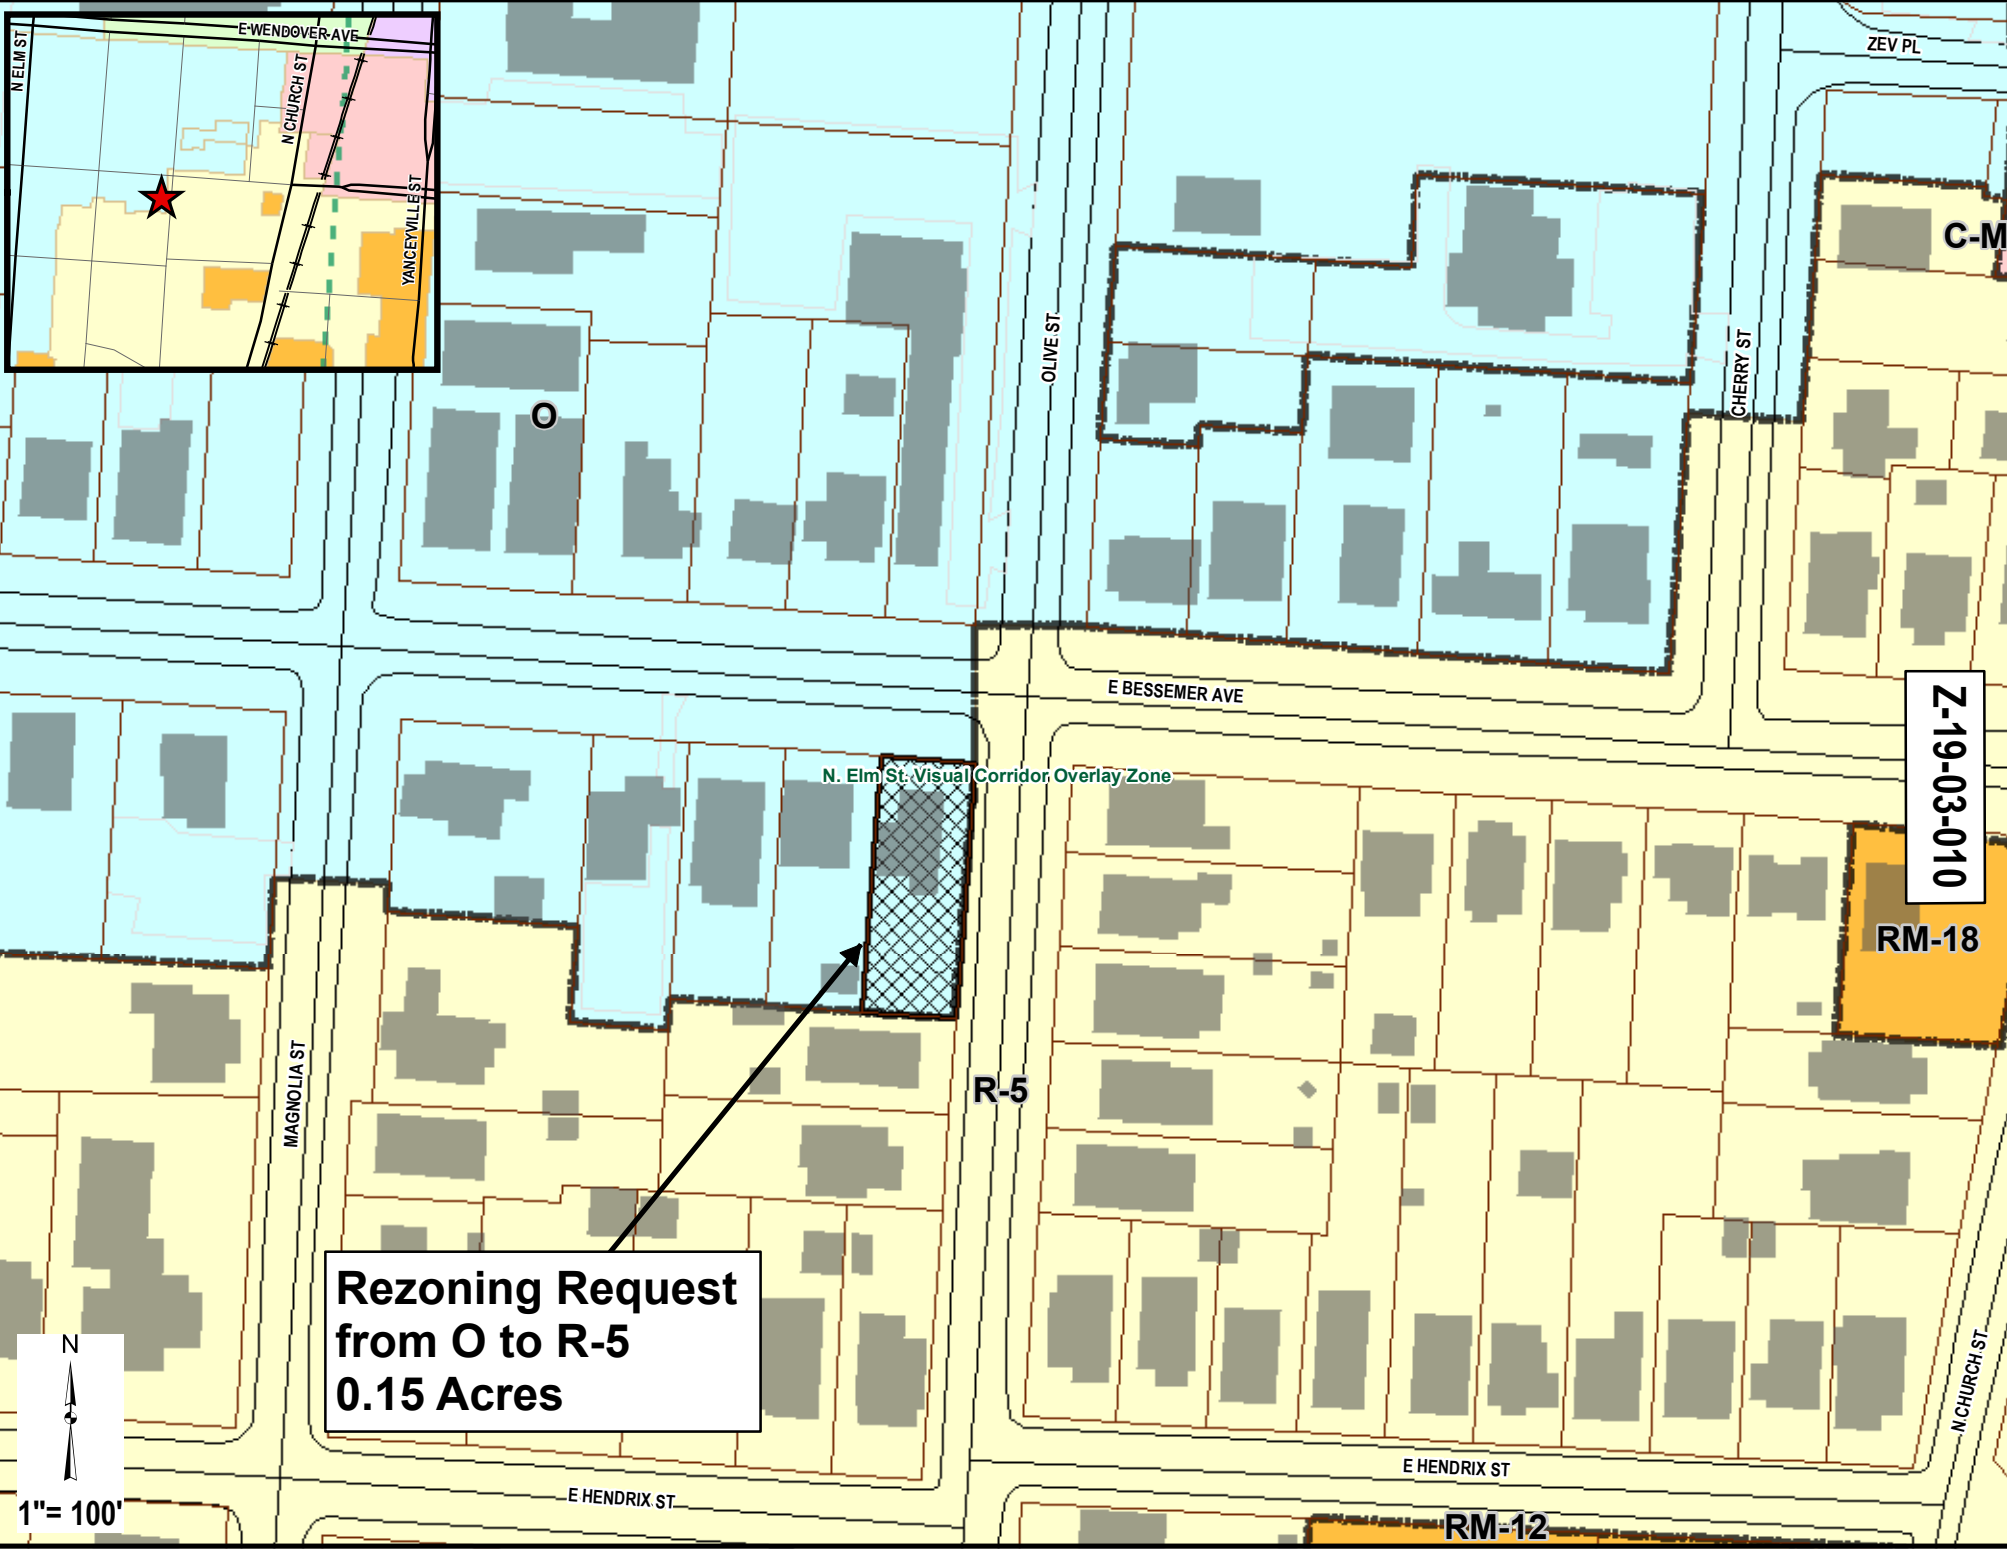 E WENDOVER AVE
N ELM ST
N CHURCH ST
YANCEYVILLE ST
ZEV PL
C-M
O
OLIVE ST
CHERRY ST
E BESSEMER AVE
N. Elm St. Visual Corridor Overlay Zone
Z-19-03-010
RM-18
MAGNOLIA ST
R-5
Rezoning Request
from O to R-5
0.15 Acres
N
1"= 100'
N CHURCH ST
E HENDRIX ST
E HENDRIX ST
RM-12